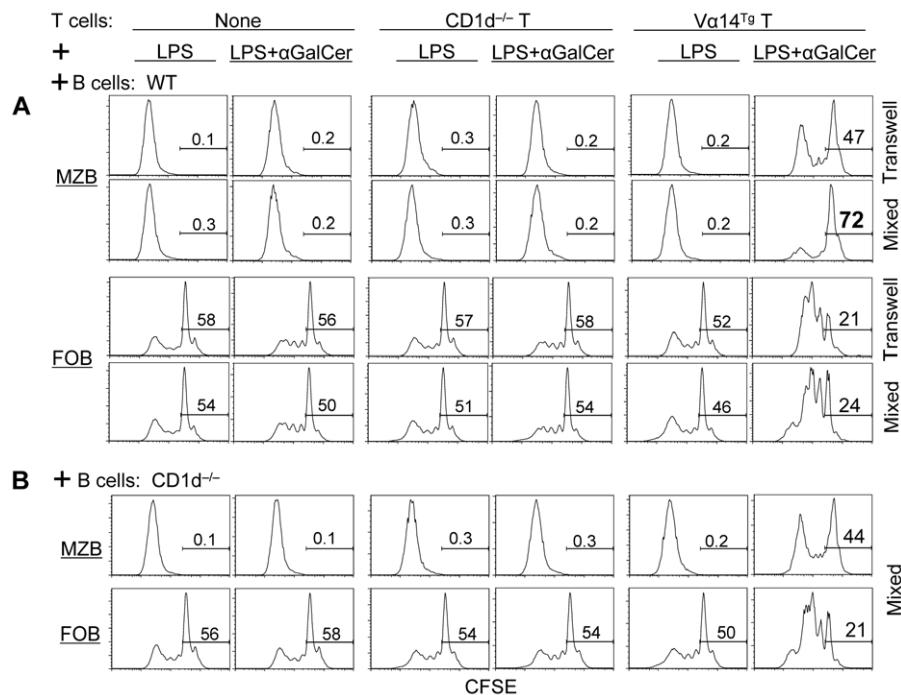 T cells: None CD1d–/– T Vα14Tg T
+ LPS LPS+αGalCer LPS LPS+αGalCer LPS LPS+αGalCer
+ B cells: WT
A
MZB
0.1 0.2 0.3 0.2 0.2 47 Transwell
0.3 0.2 0.3 0.2 0.2 72 Mixed
FOB
58 56 57 58 52 21 Transwell
54 50 51 54 46 24 Mixed
B + B cells: CD1d–/–
MZB 0.1 0.1 0.3 0.3 0.2 44
Mixed
FOB 56 58 54 54 50 21
CFSE